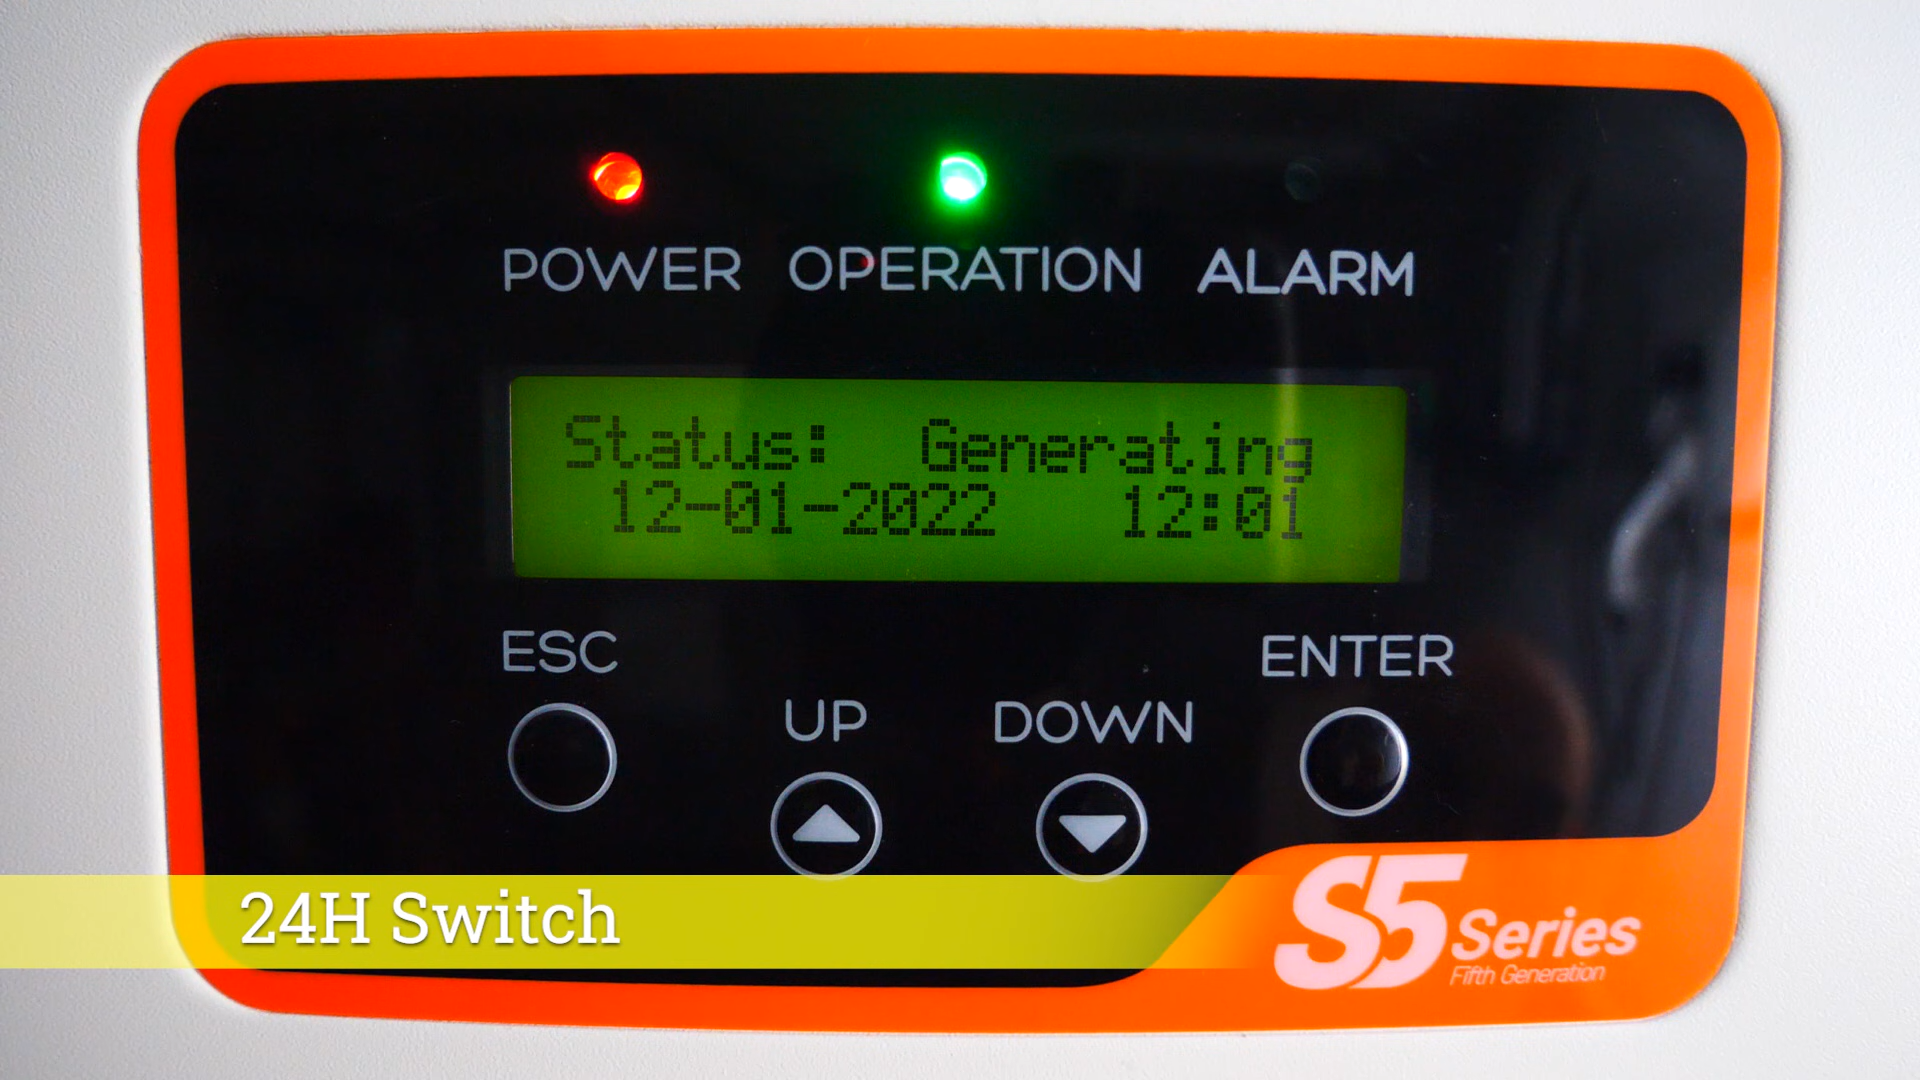 POWER OPERATION ALARM
Status: Generating
12-01-2022 12:01
ESC
ENTER
UP
DOWN
24H Switch
S5 Series
Fifth Generation